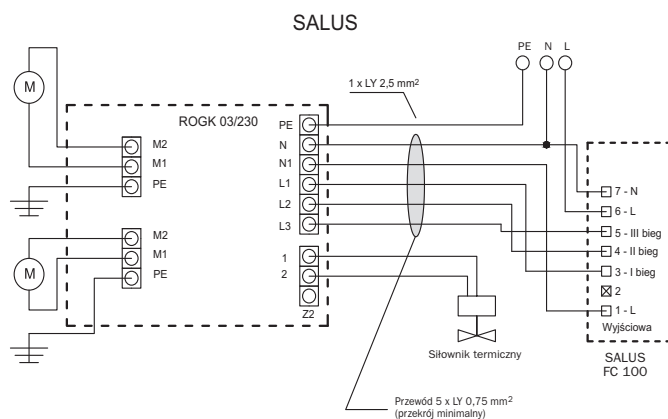 SALUS
PE N L
1 x LY 2,5 mm²
ROGK 03/230
M
M2
M1
PE
M2
M1
PE
M
PE
N
N1
L1
L2
L3
1
2
Z2
7 - N
6 - L
5 - III bieg
4 - II bieg
3 - I bieg
2
1 - L
Wyjściowa
SALUS
FC 100
Siłownik termiczny
Przewód 5 x LY 0,75 mm²
(przekrój minimalny)